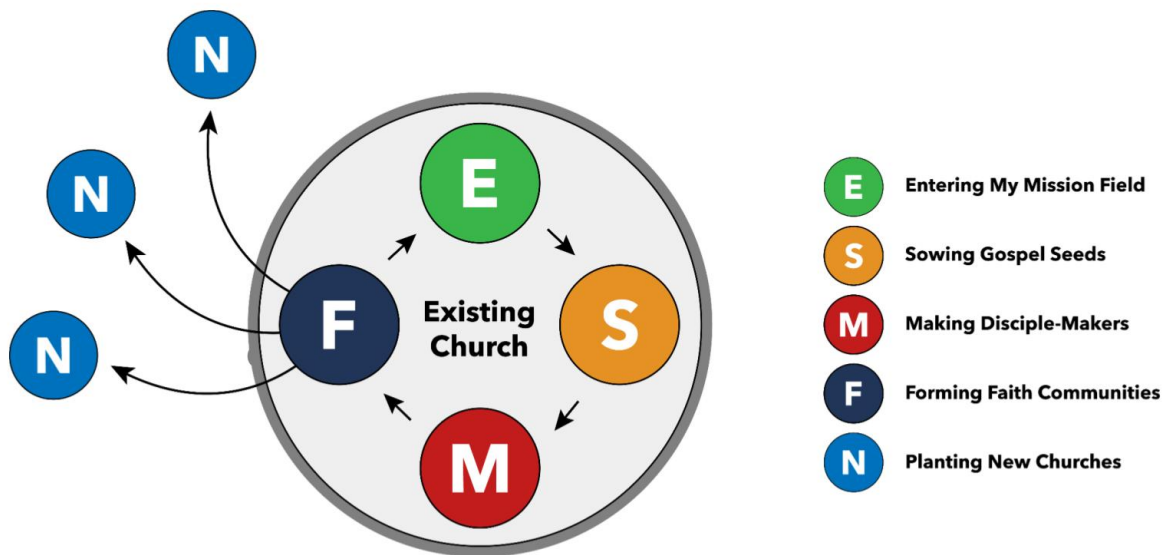 N
N
N
E
F
Existing
Church
S
M
E Entering My Mission Field
S Sowing Gospel Seeds
M Making Disciple-Makers
F Forming Faith Communities
N Planting New Churches